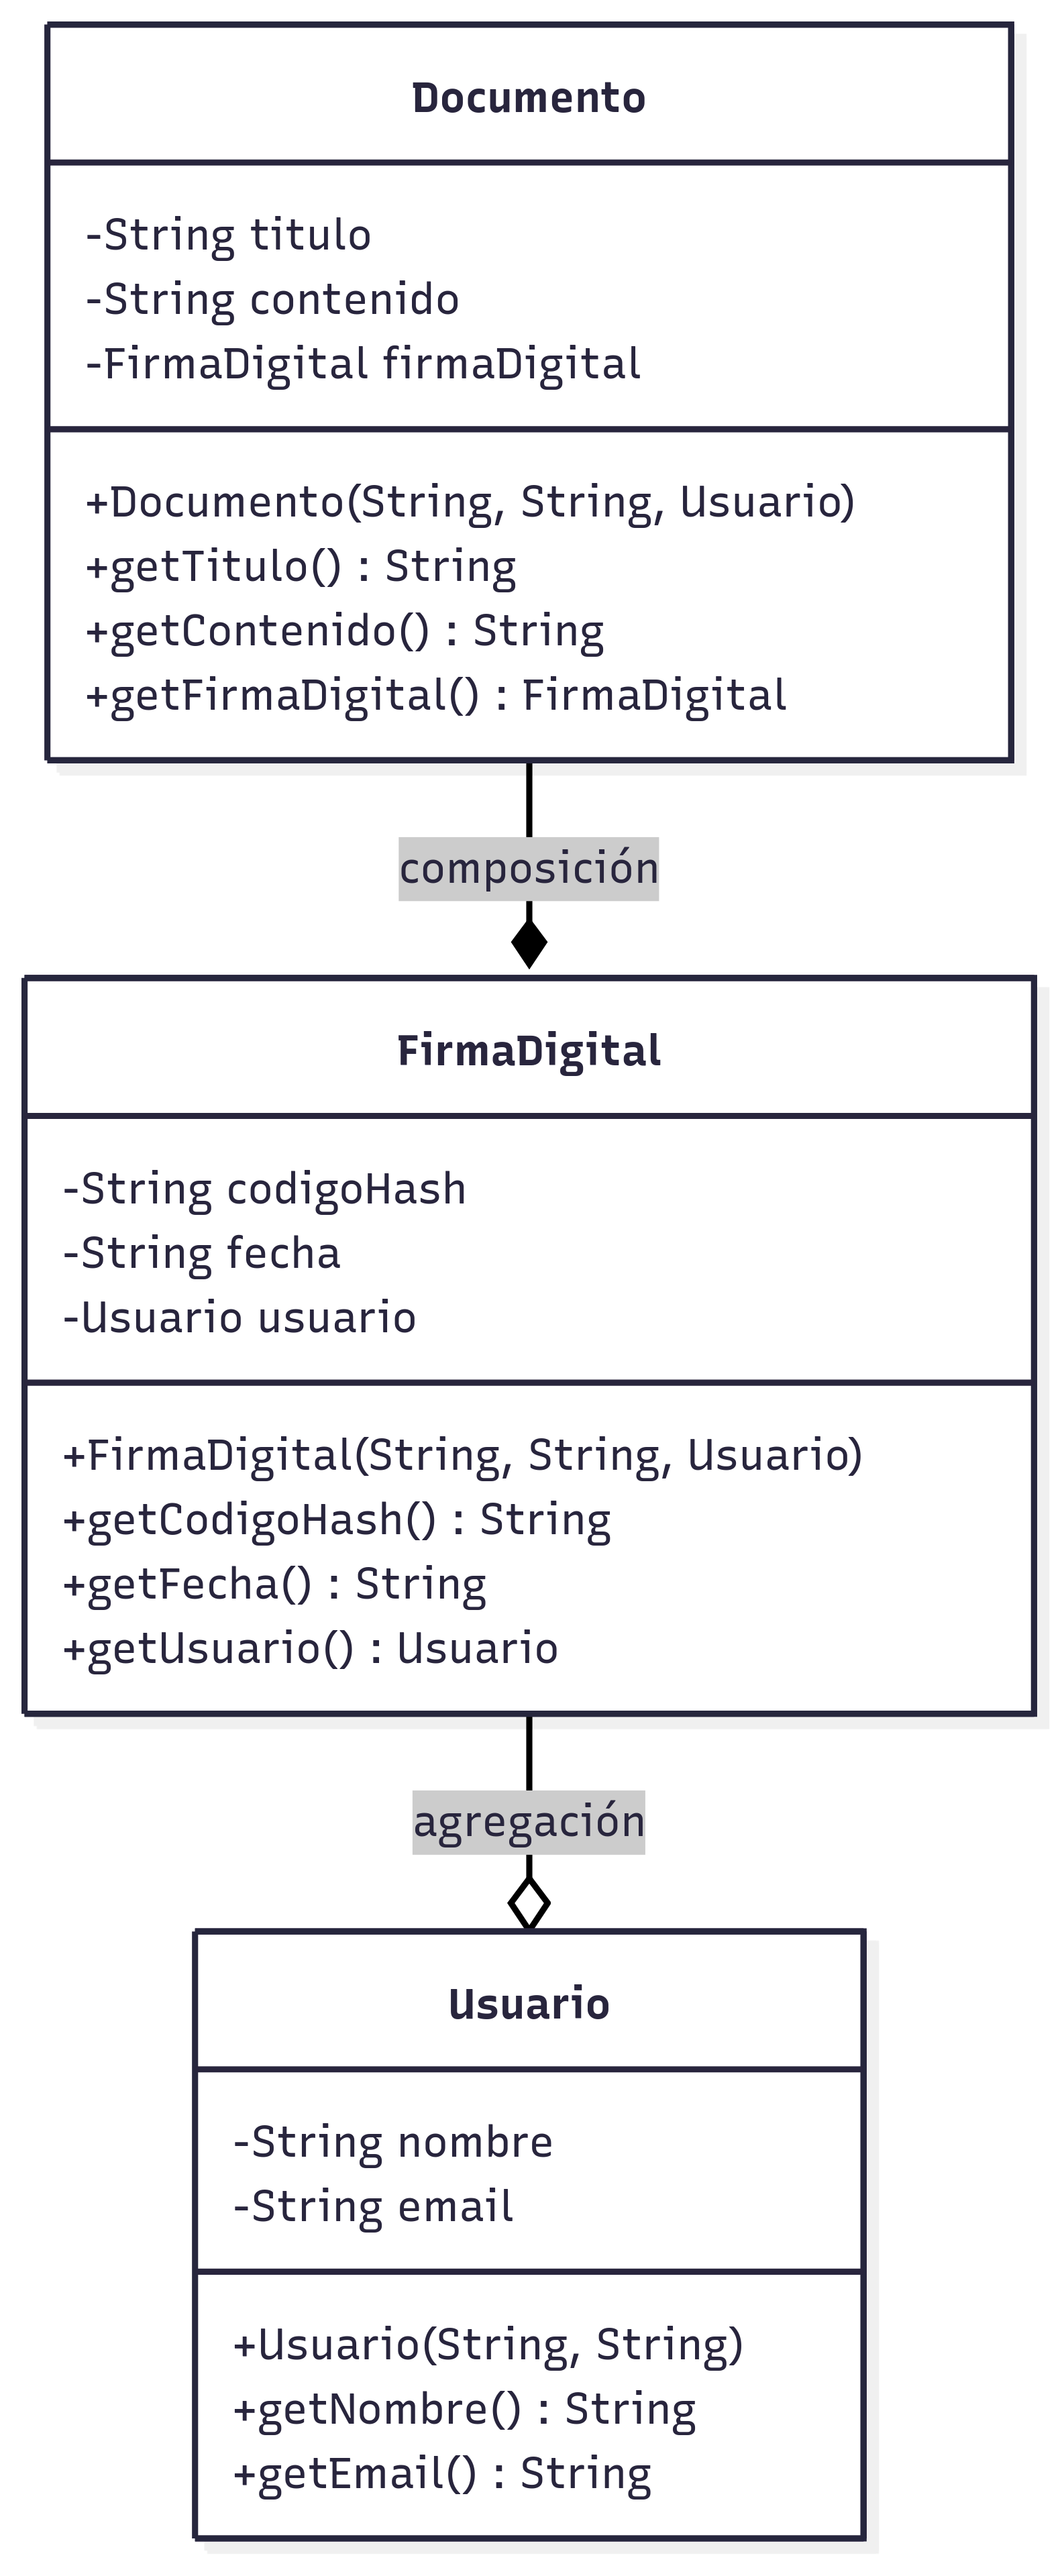 Documento
-String titulo
-String contenido
-FirmaDigital firmaDigital
+Documento(String, String, Usuario)
+getTitulo() : String
+getContenido() : String
+getFirmaDigital() : FirmaDigital
composición
FirmaDigital
-String codigoHash
-String fecha
-Usuario usuario
+FirmaDigital(String, String, Usuario)
+getCodigoHash() : String
+getFecha() : String
+getUsuario() : Usuario
agregación
Usuario
-String nombre
-String email
+Usuario(String, String)
+getNombre() : String
+getEmail() : String